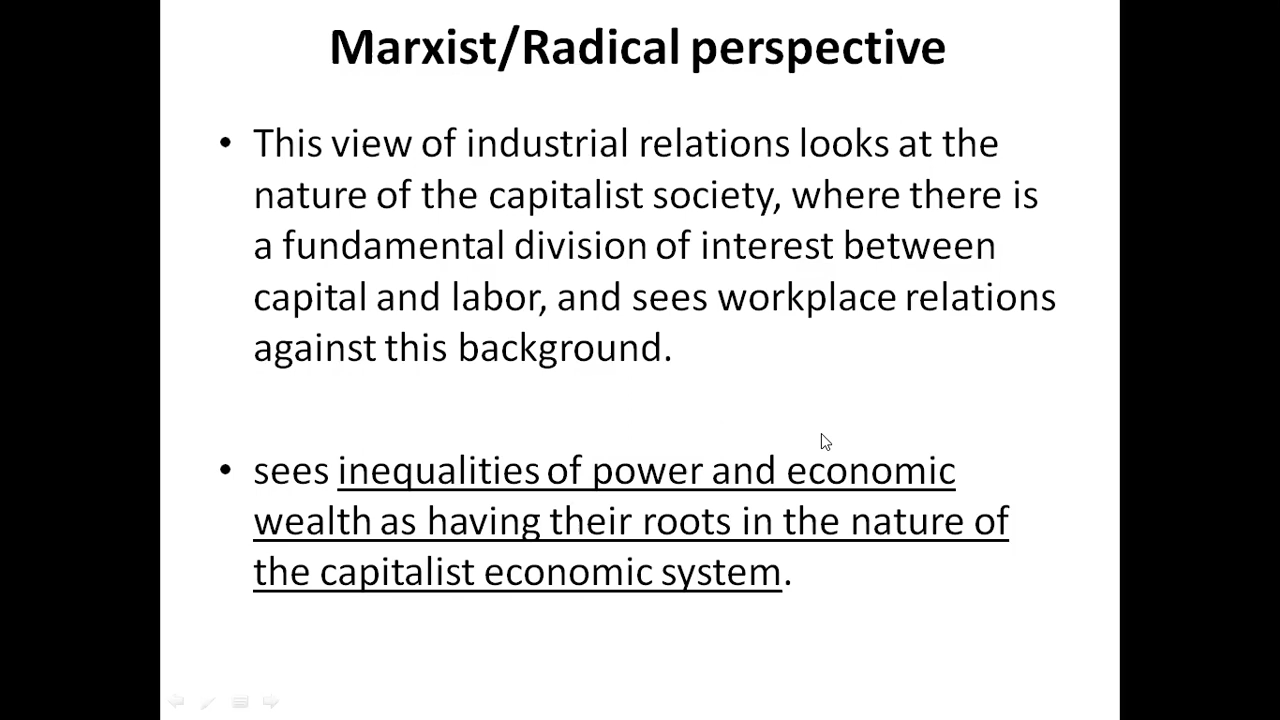 Marxist/Radical perspective
• This view of industrial relations looks at the
nature of the capitalist society, where there is
a fundamental division of interest between
capital and labor, and sees workplace relations
against this background.
• sees inequalities of power and economic
wealth as having their roots in the nature of
the capitalist economic system.